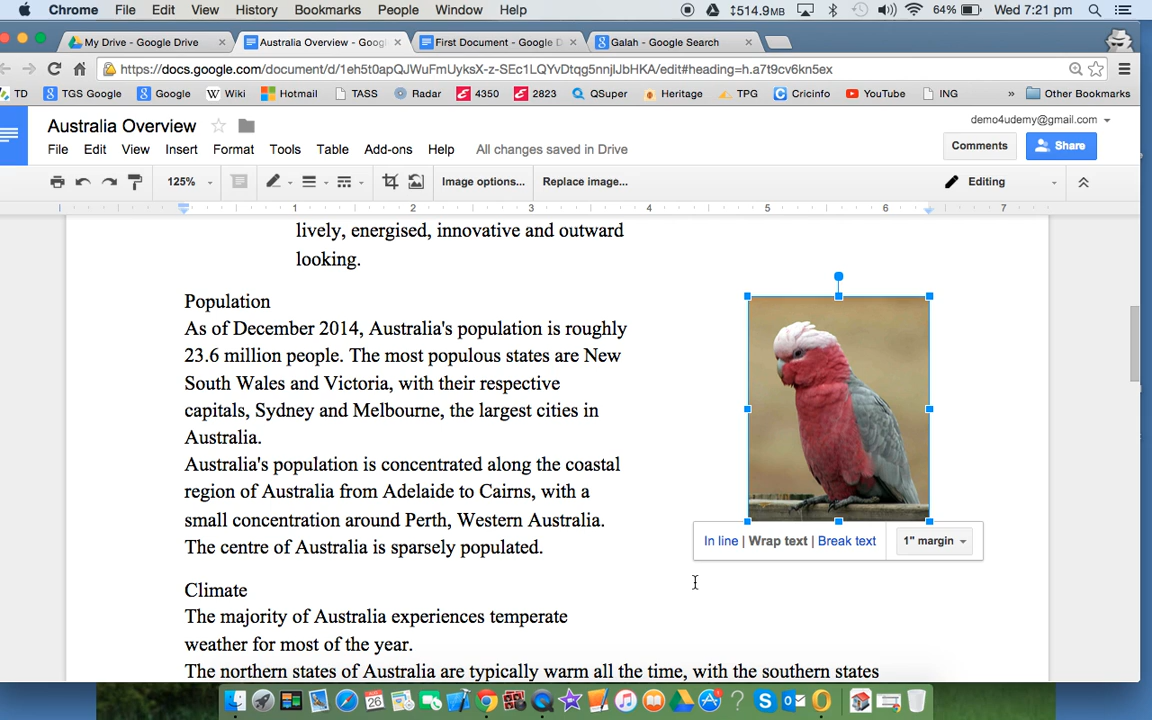 Chrome File Edit View History Bookmarks People Window Help 514.9MB 64% Wed 7:21 pm
My Drive - Google Drive Australia Overview - Goog First Document - Google D Galah - Google Search
https://docs.google.com/document/d/1eh5t0apQJWuFmUyksX-z-SEc1LQYvDtqg5nnjlJbHKA/edit#heading=h.a7t9cv6kn5ex
TD TGS Google Google Wiki Hotmail TASS Radar 4350 2823 QSuper Heritage TPG Cricinfo YouTube ING » Other Bookmarks
Australia Overview
demo4udemy@gmail.com
File Edit View Insert Format Tools Table Add-ons Help All changes saved in Drive
Comments Share
125% Image options... Replace image... Editing
1 2 3 4 5 6 7
lively, energised, innovative and outward
looking.
Population
As of December 2014, Australia's population is roughly
23.6 million people. The most populous states are New
South Wales and Victoria, with their respective
capitals, Sydney and Melbourne, the largest cities in
Australia.
Australia's population is concentrated along the coastal
region of Australia from Adelaide to Cairns, with a
small concentration around Perth, Western Australia.
The centre of Australia is sparsely populated.
In line | Wrap text | Break text 1" margin
Climate
The majority of Australia experiences temperate
weather for most of the year.
The northern states of Australia are typically warm all the time, with the southern states